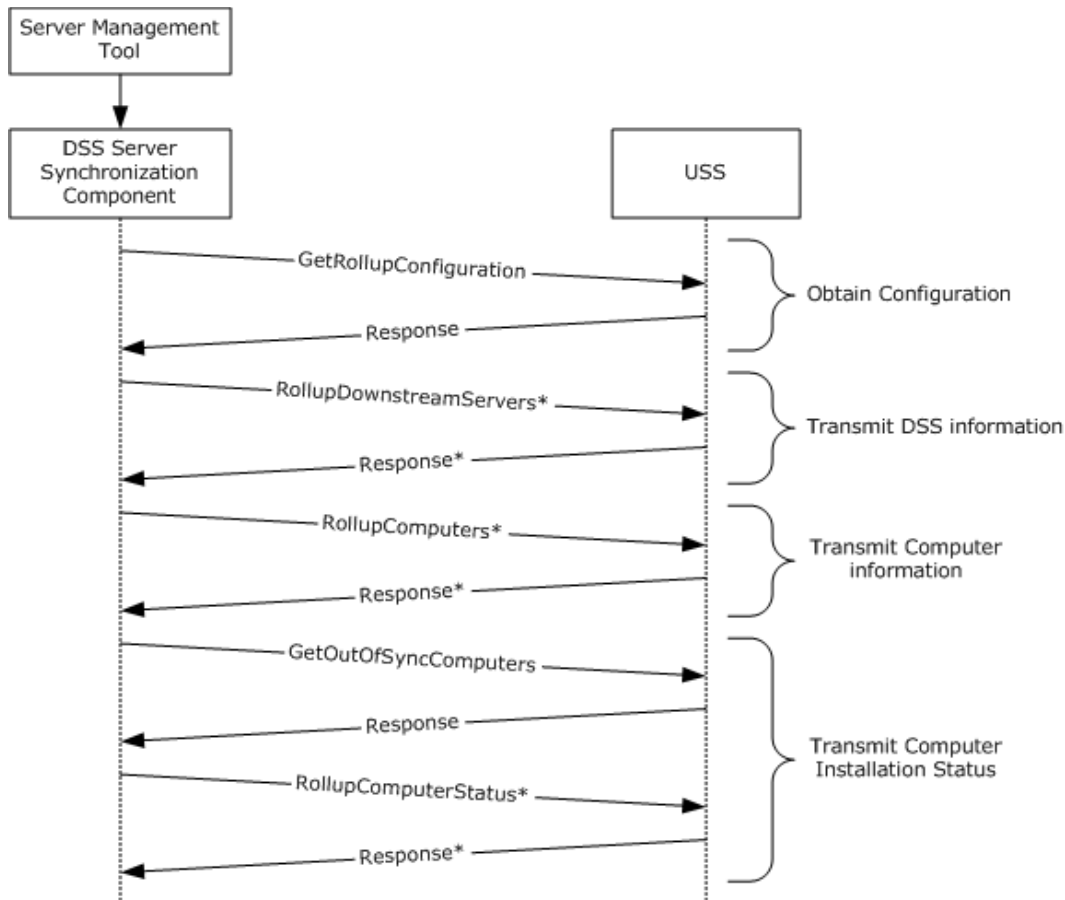 Server Management
Tool
DSS Server
Synchronization
Component
USS
GetRollupConfiguration
Response
Obtain Configuration
RollupDownstreamServers*
Response*
Transmit DSS information
RollupComputers*
Response*
Transmit Computer
information
GetOutOfSyncComputers
Response
RollupComputerStatus*
Response*
Transmit Computer
Installation Status